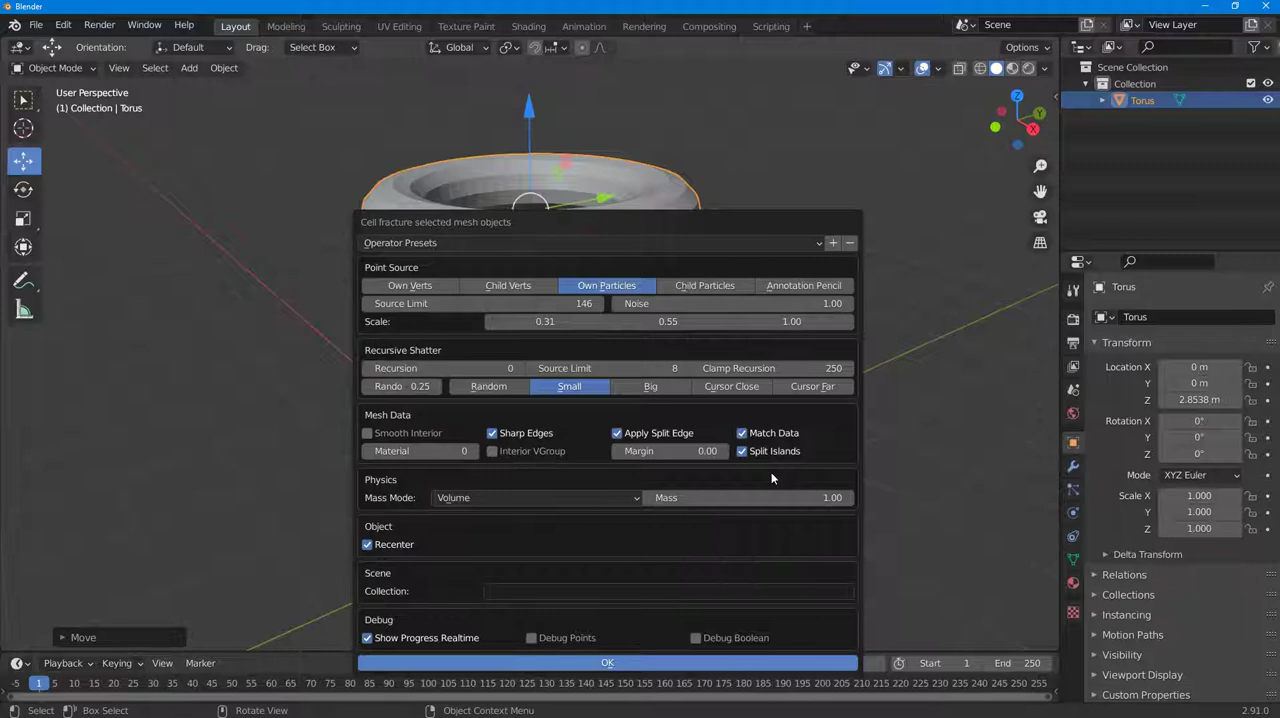 Blender
File Edit Render Window Help Layout Modeling Sculpting UV Editing Texture Paint Shading Animation Rendering Compositing Scripting + Scene View Layer
Orientation: Default Drag: Select Box Global Options
Object Mode View Select Add Object
User Perspective
(1) Collection | Torus
Z
Y
X
Scene Collection
Collection
Torus
Cell fracture selected mesh objects
Operator Presets
Point Source
Own Verts Child Verts Own Particles Child Particles Annotation Pencil
Source Limit 146 Noise 1.00
Scale: 0.31 0.55 1.00
Recursive Shatter
Recursion 0 Source Limit 8 Clamp Recursion 250
Rando 0.25 Random Small Big Cursor Close Cursor Far
Mesh Data
Smooth Interior Sharp Edges Apply Split Edge Match Data
Material 0 Interior VGroup Margin 0.00 Split Islands
Physics
Mass Mode: Volume Mass 1.00
Object
Recenter
Scene
Collection:
Debug
Show Progress Realtime Debug Points Debug Boolean
OK
Move
Torus
Torus
Transform
Location X 0 m
Y 0 m
Z 2.8538 m
Rotation X 0°
Y 0°
Z 0°
Mode XYZ Euler
Scale X 1.000
Y 1.000
Z 1.000
Delta Transform
Relations
Collections
Instancing
Motion Paths
Visibility
Viewport Display
Custom Properties
Playback Keying View Marker Start 1 End 250
-5 1 5 10 15 20 25 30 35 40 45 50 55 60 65 70 75 80 85 90 95 100 105 110 115 120 125 130 135 140 145 150 155 160 165 170 175 180 185 190 195 200 205 210 215 220 225 230 235 240 245 250 255
Select Box Select Rotate View Object Context Menu 2.91.0